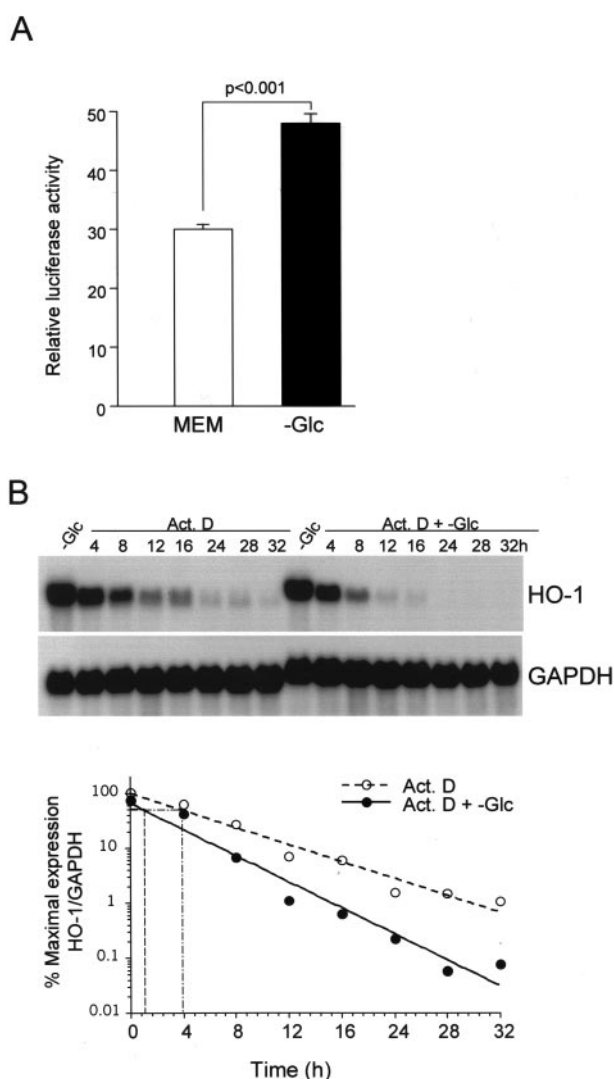 A
p<0.001
50
40
30
20
10
0
Relative luciferase activity
MEM -Glc
B
-Glc Act. D -Glc Act. D + -Glc
4 8 12 16 24 28 32 4 8 12 16 24 28 32h
HO-1
GAPDH
Act. D
Act. D + -Glc
100
10
1
0.1
0.01
% Maximal expression
HO-1/GAPDH
0 4 8 12 16 24 28 32
Time (h)